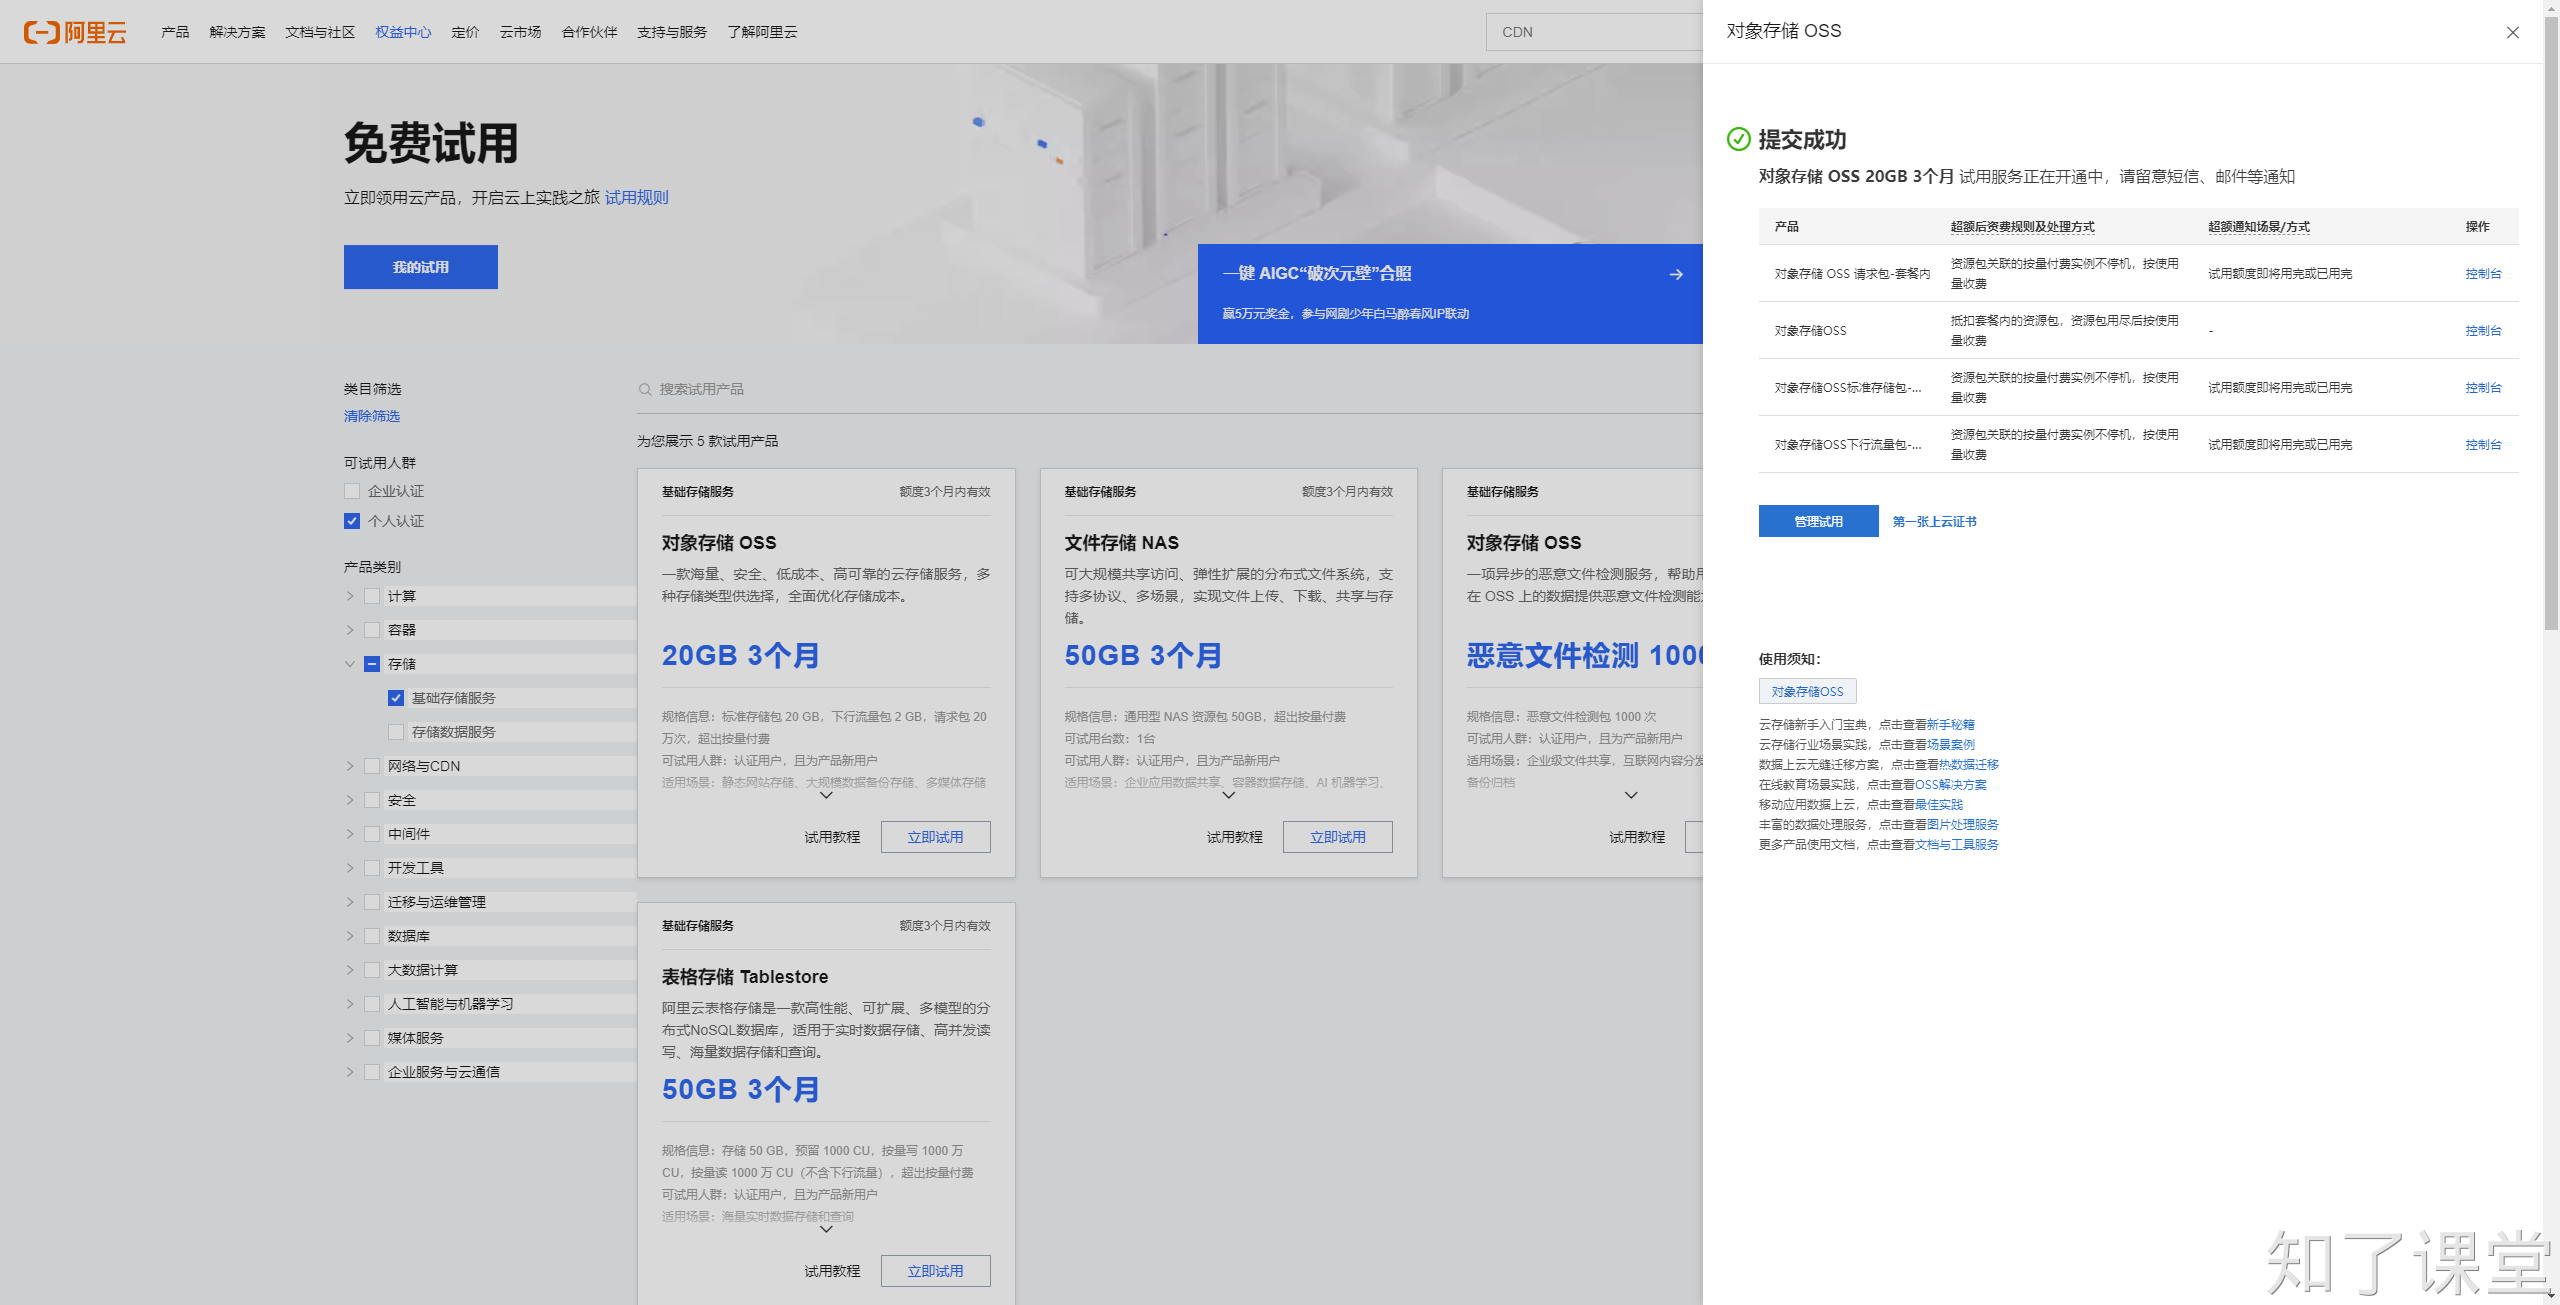 阿里云
产品 解决方案 文档与社区 权益中心 定价 云市场 合作伙伴 支持与服务 了解阿里云
CDN
免费试用
立即领用云产品，开启云上实践之旅 试用规则
我的试用
一键 AIGC“破次元壁”合照
赢5万元奖金，参与网剧少年白马醉春风IP联动
类目筛选
清除筛选
可试用人群
企业认证
个人认证
产品类别
计算
容器
存储
基础存储服务
存储数据服务
网络与CDN
安全
中间件
开发工具
迁移与运维管理
数据库
大数据计算
人工智能与机器学习
媒体服务
企业服务与云通信
搜索试用产品
为您展示 5 款试用产品
基础存储服务 额度3个月内有效
对象存储 OSS
一款海量、安全、低成本、高可靠的云存储服务，多
种存储类型供选择，全面优化存储成本。
20GB 3个月
规格信息：标准存储包 20 GB，下行流量包 2 GB，请求包 20
万次，超出按量付费
可试用人群：认证用户，且为产品新用户
适用场景：静态网站存储、大规模数据备份存储、多媒体存储
试用教程 立即试用
基础存储服务 额度3个月内有效
文件存储 NAS
可大规模共享访问、弹性扩展的分布式文件系统，支
持多协议、多场景，实现文件上传、下载、共享与存
储。
50GB 3个月
规格信息：通用型 NAS 资源包 50GB，超出按量付费
可试用台数：1台
可试用人群：认证用户，且为产品新用户
适用场景：企业应用数据共享、容器数据存储、AI 机器学习、
试用教程 立即试用
基础存储服务
对象存储 OSS
一项异步的恶意文件检测服务，帮助
在 OSS 上的数据提供恶意文件检测能
恶意文件检测 1000
规格信息：恶意文件检测包 1000 次
可试用人群：认证用户，且为产品新用户
适用场景：企业级文件共享，互联网内容分发
备份归档
试用教程
基础存储服务 额度3个月内有效
表格存储 Tablestore
阿里云表格存储是一款高性能、可扩展、多模型的分
布式NoSQL数据库，适用于实时数据存储、高并发读
写、海量数据存储和查询。
50GB 3个月
规格信息：存储 50 GB，预留 1000 CU，按量写 1000 万
CU，按量读 1000 万 CU（不含下行流量），超出按量付费
可试用人群：认证用户，且为产品新用户
适用场景：海量实时数据存储和查询
试用教程 立即试用
对象存储 OSS
提交成功
对象存储 OSS 20GB 3个月 试用服务正在开通中，请留意短信、邮件等通知
产品 超额后资费规则及处理方式 超额通知场景/方式 操作
对象存储 OSS 请求包-套餐内 资源包关联的按量付费实例不停机，按使用 试用额度即将用完或已用完 控制台
量收费
对象存储OSS 抵扣套餐内的资源包，资源包用尽后按使用 - 控制台
量收费
对象存储OSS标准存储包-... 资源包关联的按量付费实例不停机，按使用 试用额度即将用完或已用完 控制台
量收费
对象存储OSS下行流量包-... 资源包关联的按量付费实例不停机，按使用 试用额度即将用完或已用完 控制台
量收费
管理试用 第一张上云证书
使用须知：
对象存储OSS
云存储新手入门宝典，点击查看新手秘籍
云存储行业场景实践，点击查看场景案例
数据上云无缝迁移方案，点击查看热数据迁移
在线教育场景实践，点击查看OSS解决方案
移动应用数据上云，点击查看最佳实践
丰富的数据处理服务，点击查看图片处理服务
更多产品使用文档，点击查看文档与工具服务
知了课堂